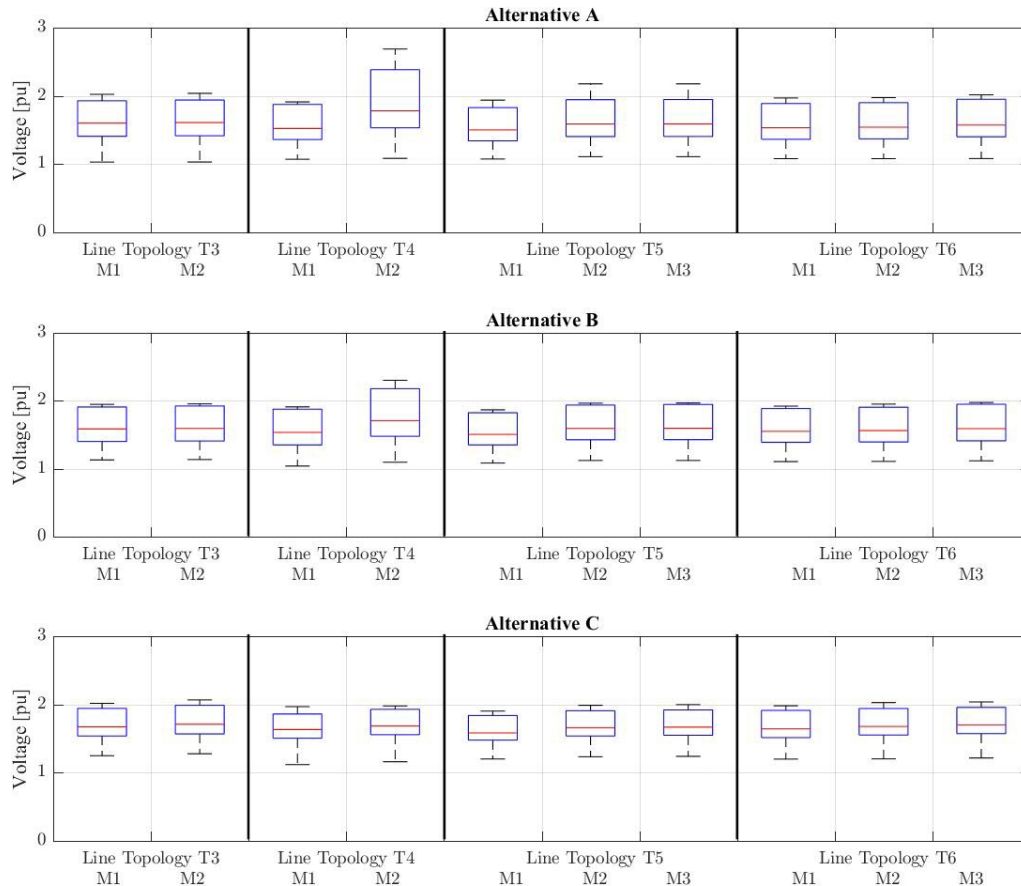 Alternative A
3
2
1
0
Voltage [pu]
Line Topology T3 Line Topology T4 Line Topology T5 Line Topology T6
M1 M2 M1 M2 M1 M2 M3 M1 M2 M3
Alternative B
3
2
1
0
Voltage [pu]
Line Topology T3 Line Topology T4 Line Topology T5 Line Topology T6
M1 M2 M1 M2 M1 M2 M3 M1 M2 M3
Alternative C
3
2
1
0
Voltage [pu]
Line Topology T3 Line Topology T4 Line Topology T5 Line Topology T6
M1 M2 M1 M2 M1 M2 M3 M1 M2 M3